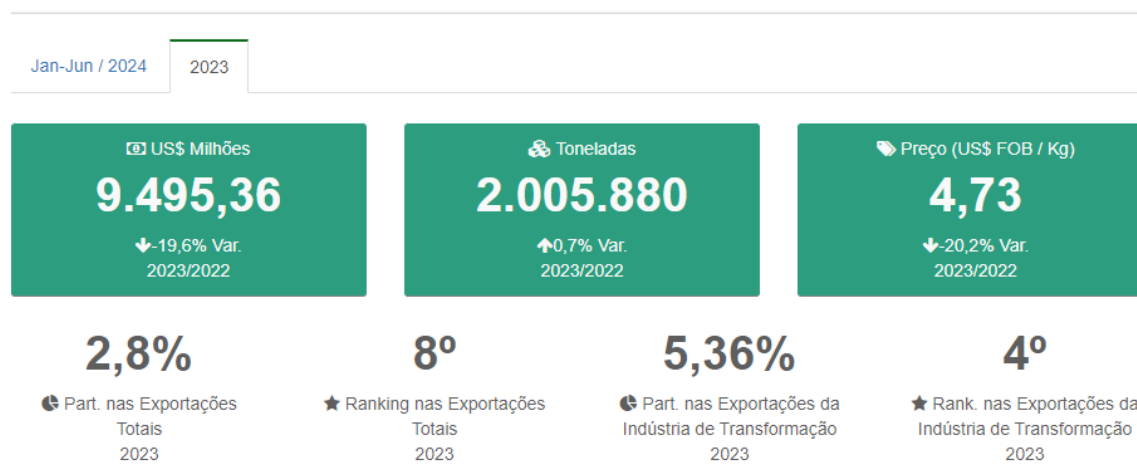 Jan-Jun / 2024
2023
US$ Milhões
9.495,36
-19,6% Var.
2023/2022
Toneladas
2.005.880
0,7% Var.
2023/2022
Preço (US$ FOB / Kg)
4,73
-20,2% Var.
2023/2022
2,8%
Part. nas Exportações
Totais
2023
8º
Ranking nas Exportações
Totais
2023
5,36%
Part. nas Exportações da
Indústria de Transformação
2023
4º
Rank. nas Exportações da
Indústria de Transformação
2023